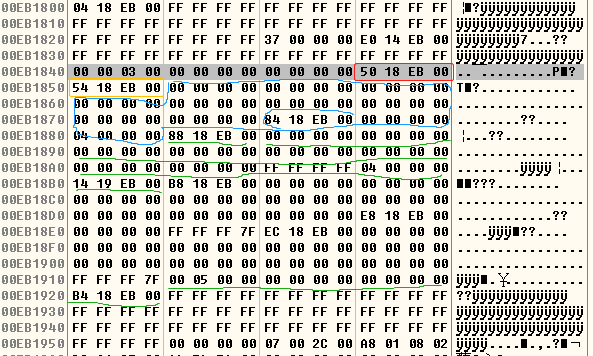 00EB1800 04 18 EB 00 FF FF FF FF FF FF FF FF FF FF FF FF
00EB1810 FF FF FF FF FF FF FF FF FF FF FF FF FF FF FF FF ÿÿÿÿÿÿÿÿÿÿÿÿÿÿÿÿ
00EB1820 FF FF FF FF FF FF FF FF 37 00 00 00 E0 14 EB 00 ÿÿÿÿÿÿÿÿ7...??
00EB1830 FF FF FF FF FF FF FF FF FF FF FF FF FF FF FF FF ÿÿÿÿÿÿÿÿÿÿÿÿÿÿÿÿ
00EB1840 00 00 03 00 00 00 00 00 00 00 00 00 50 18 EB 00
00EB1850 54 18 EB 00 00 00 00 00 00 00 00 00 00 00 00 00
00EB1860 00 00 00 00 00 00 00 00 00 00 00 00 00 00 00 00 ................
00EB1870 00 00 00 00 00 00 00 00 84 18 EB 00 00 00 00 00
00EB1880 04 00 00 00 88 18 EB 00 00 00 00 00 00 00 00 00
00EB1890 00 00 00 00 00 00 00 00 00 00 00 00 00 00 00 00 ................
00EB18A0 00 00 00 00 00 00 00 00 FF FF FF FF 04 00 00 00
00EB18B0 14 19 EB 00 B8 18 EB 00 00 00 00 00 00 00 00 00
00EB18C0 00 00 00 00 00 00 00 00 00 00 00 00 00 00 00 00 ................
00EB18D0 00 00 00 00 00 00 00 00 00 00 00 00 E8 18 EB 00
00EB18E0 00 00 00 00 FF FF FF 7F EC 18 EB 00 00 00 00 00
00EB18F0 00 00 00 00 00 00 00 00 00 00 00 00 00 00 00 00 ................
00EB1900 00 00 00 00 00 00 00 00 00 00 00 00 00 00 00 00 ................
00EB1910 FF FF FF 7F 00 05 00 00 00 00 00 00 00 00 00 00
00EB1920 B4 18 EB 00 FF FF FF FF FF FF FF FF FF FF FF FF
00EB1930 FF FF FF FF FF FF FF FF FF FF FF FF FF FF FF FF ÿÿÿÿÿÿÿÿÿÿÿÿÿÿÿÿ
00EB1940 FF FF FF FF FF FF FF FF FF FF FF FF FF FF FF FF ÿÿÿÿÿÿÿÿÿÿÿÿÿÿÿÿ
00EB1950 FF FF FF FF 00 00 00 00 07 00 2C 00 A8 01 08 02